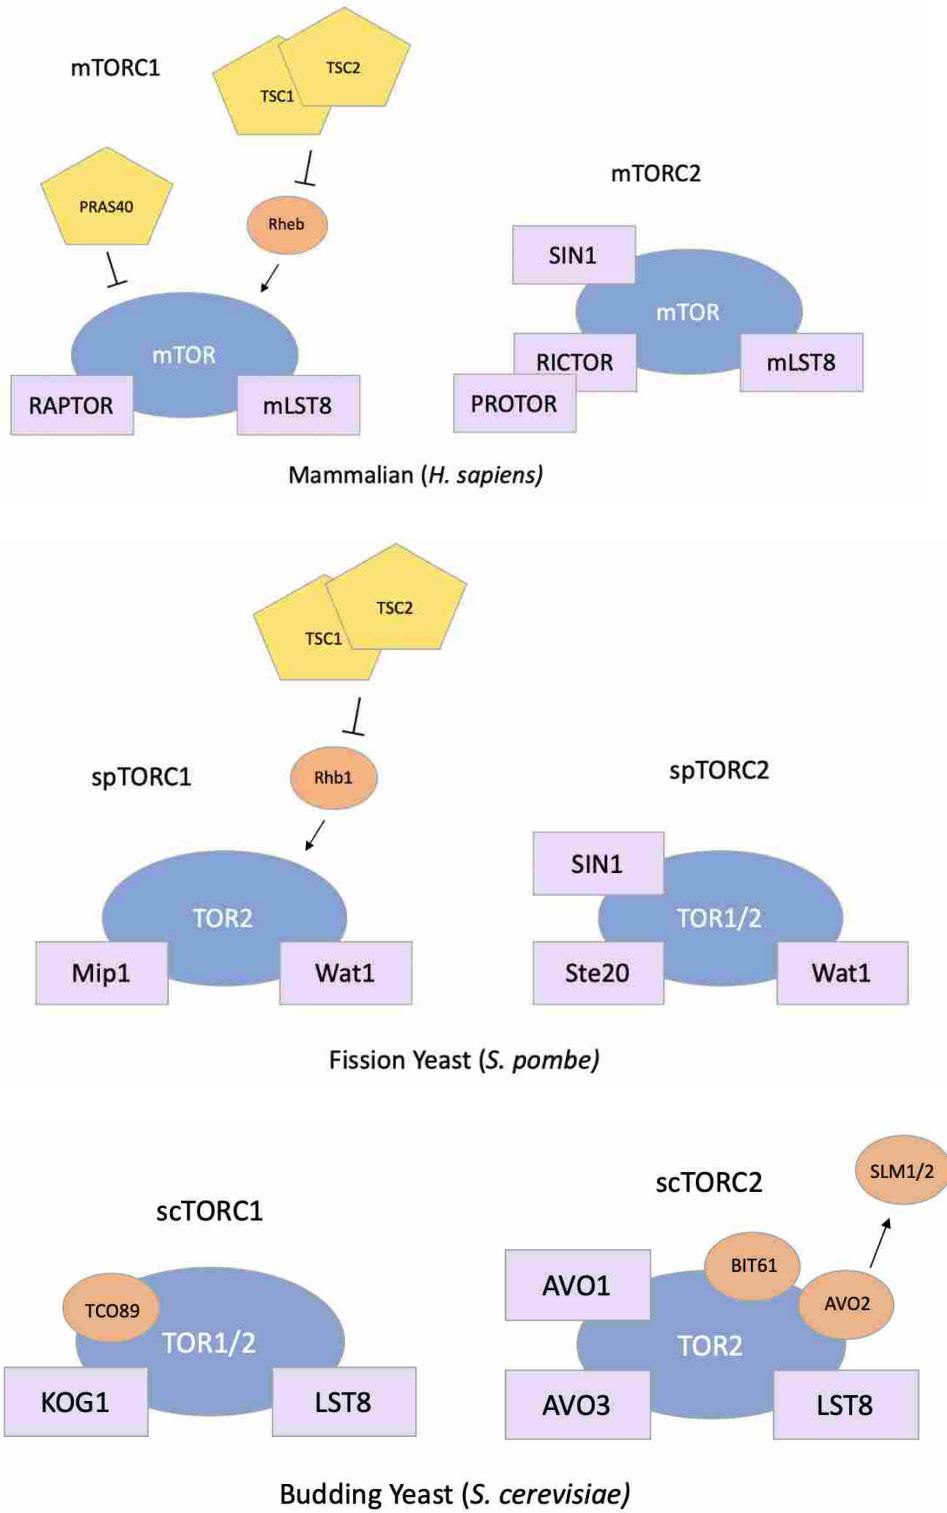 mTORC1
TSC2
TSC1
PRAS40
Rheb
mTOR
RAPTOR
mLST8
mTORC2
SIN1
mTOR
RICTOR
mLST8
PROTOR
Mammalian (H. sapiens)
TSC2
TSC1
spTORC1
Rhb1
TOR2
Mip1
Wat1
spTORC2
SIN1
TOR1/2
Ste20
Wat1
Fission Yeast (S. pombe)
scTORC1
TCO89
TOR1/2
KOG1
LST8
scTORC2
SLM1/2
BIT61
AVO1
AVO2
TOR2
AVO3
LST8
Budding Yeast (S. cerevisiae)